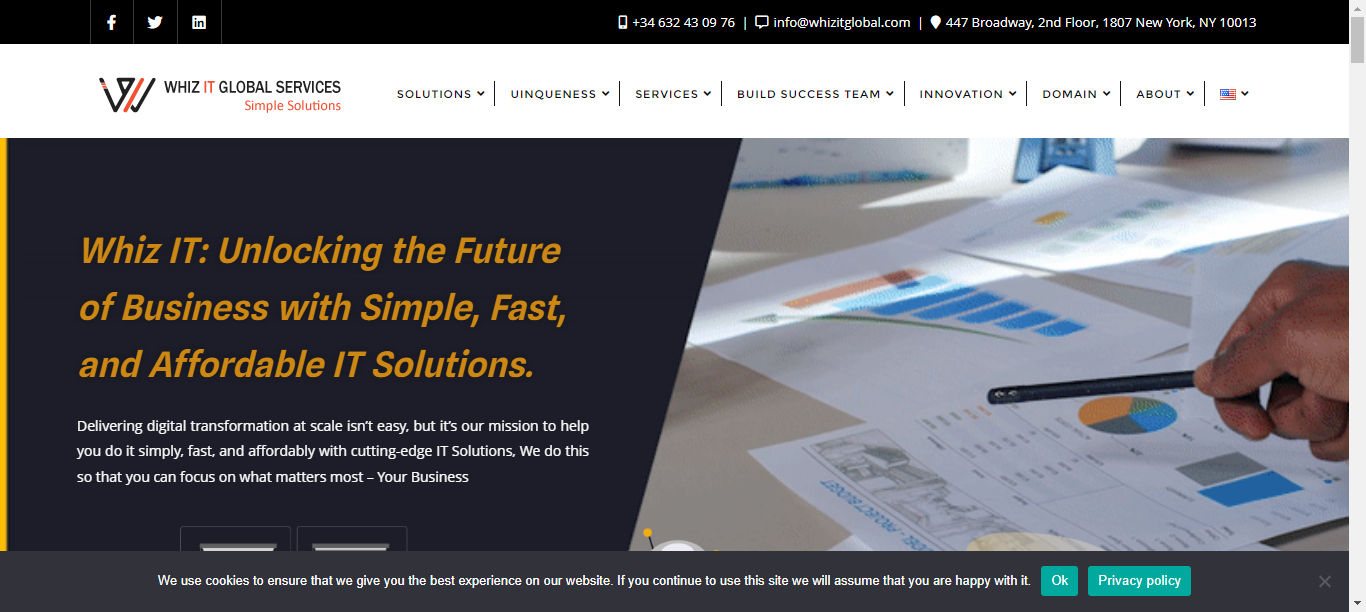 +34 632 43 09 76 | info@whizitglobal.com | 447 Broadway, 2nd Floor, 1807 New York, NY 10013
WHIZ IT GLOBAL SERVICES
Simple Solutions
SOLUTIONS
UINQUENESS
SERVICES
BUILD SUCCESS TEAM
INNOVATION
DOMAIN
ABOUT
Whiz IT: Unlocking the Future
of Business with Simple, Fast,
and Affordable IT Solutions.
Delivering digital transformation at scale isn't easy, but it's our mission to help
you do it simply, fast, and affordably with cutting-edge IT Solutions, We do this
so that you can focus on what matters most – Your Business
PROJECT BUDGET
We use cookies to ensure that we give you the best experience on our website. If you continue to use this site we will assume that you are happy with it.
Ok
Privacy policy